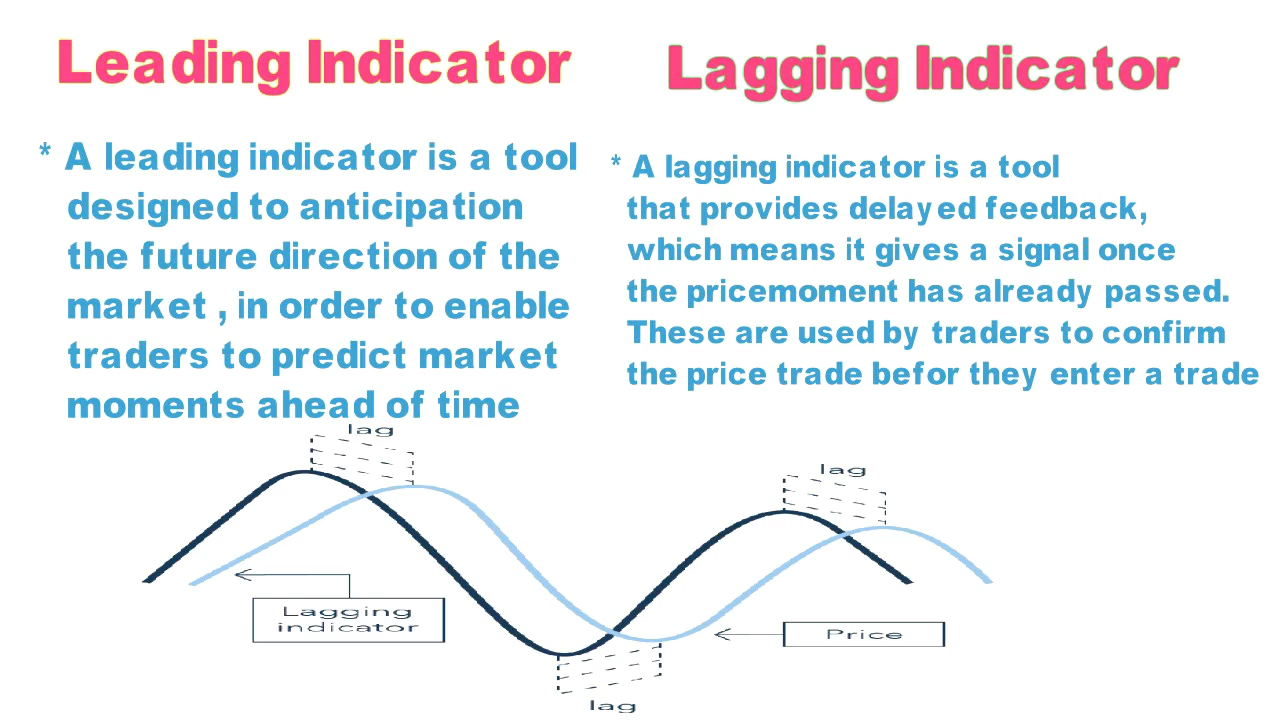 Leading Indicator
* A leading indicator is a tool
designed to anticipation
the future direction of the
market , in order to enable
traders to predict market
moments ahead of time
Lagging Indicator
* A lagging indicator is a tool
that provides delayed feedback,
which means it gives a signal once
the pricemoment has already passed.
These are used by traders to confirm
the price trade befor they enter a trade
lag
lag
Lagging
indicator
Price
lag